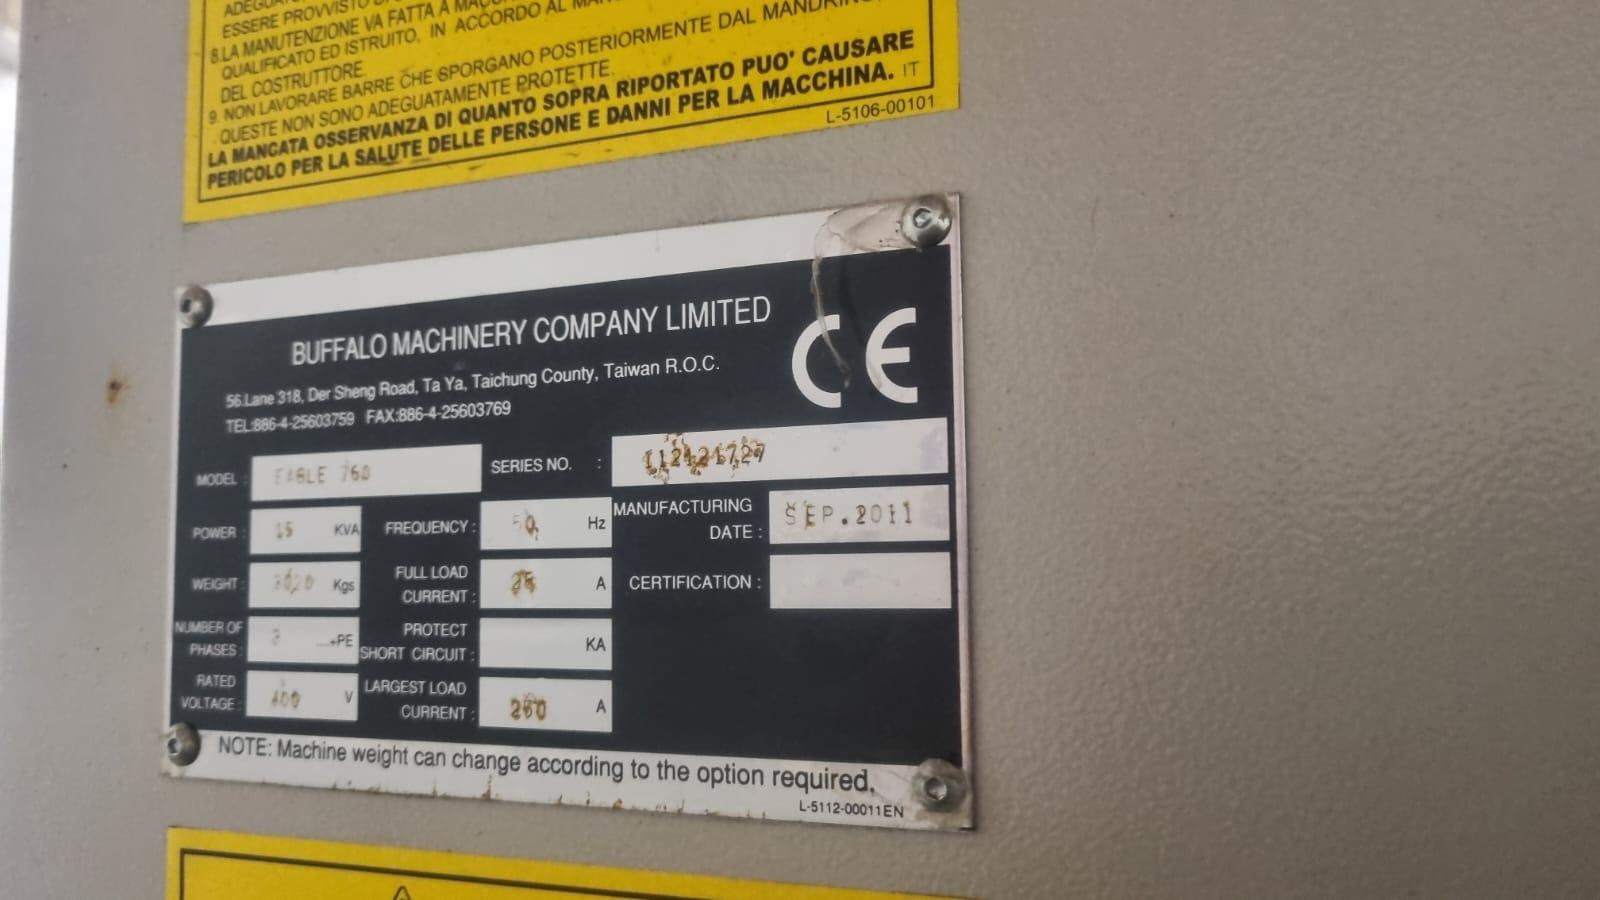 ESSERE PROVVISTO
8.LA MANUTENZIONE VA FATTA A
QUALIFICATO ED ISTRUITO, IN ACCORDO AL
DEL COSTRUTTORE.
9. NON LAVORARE BARRE CHE SPORGANO POSTERIORMENTE DAL
QUESTE NON SONO ADEGUATAMENTE PROTETTE.
LA MANCATA OSSERVANZA DI QUANTO SOPRA RIPORTATO PUO' CAUSARE
PERICOLO PER LA SALUTE DELLE PERSONE E DANNI PER LA MACCHINA. IT
L-5106-00101
BUFFALO MACHINERY COMPANY LIMITED
CE
56.Lane 318, Der Sheng Road, Ta Ya, Taichung County, Taiwan R.O.C.
TEL:886-4-25603759 FAX:886-4-25603769
MODEL : EAGLE 760 SERIES NO. :
POWER : 15 KVA FREQUENCY : 50 Hz MANUFACTURING DATE : SEP.2011
WEIGHT : Kgs FULL LOAD CURRENT : A CERTIFICATION :
NUMBER OF PHASES : 3 +PE PROTECT SHORT CIRCUIT : KA
RATED VOLTAGE : 400 V LARGEST LOAD CURRENT : A
NOTE: Machine weight can change according to the option required.
L-5112-00011EN